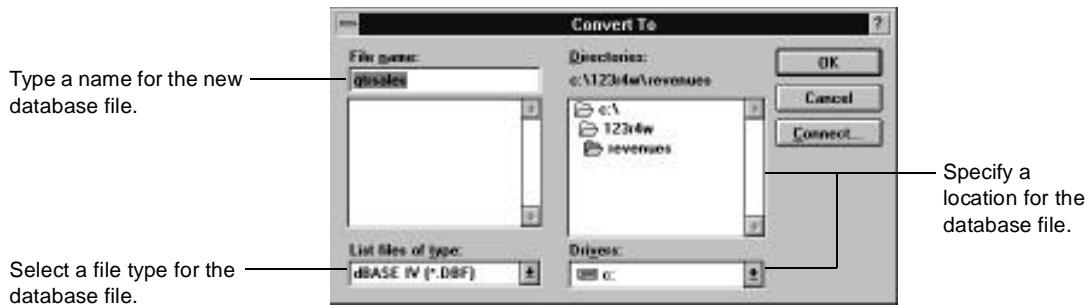 Convert To
?
File name:
qtrsales
Directories:
c:\123r4w\revenues
OK
Cancel
Connect...
c:\
123r4w
revenues
List files of type:
dBASE IV (*.DBF)
Drives:
c:
Type a name for the new
database file.
Select a file type for the
database file.
Specify a
location for the
database file.